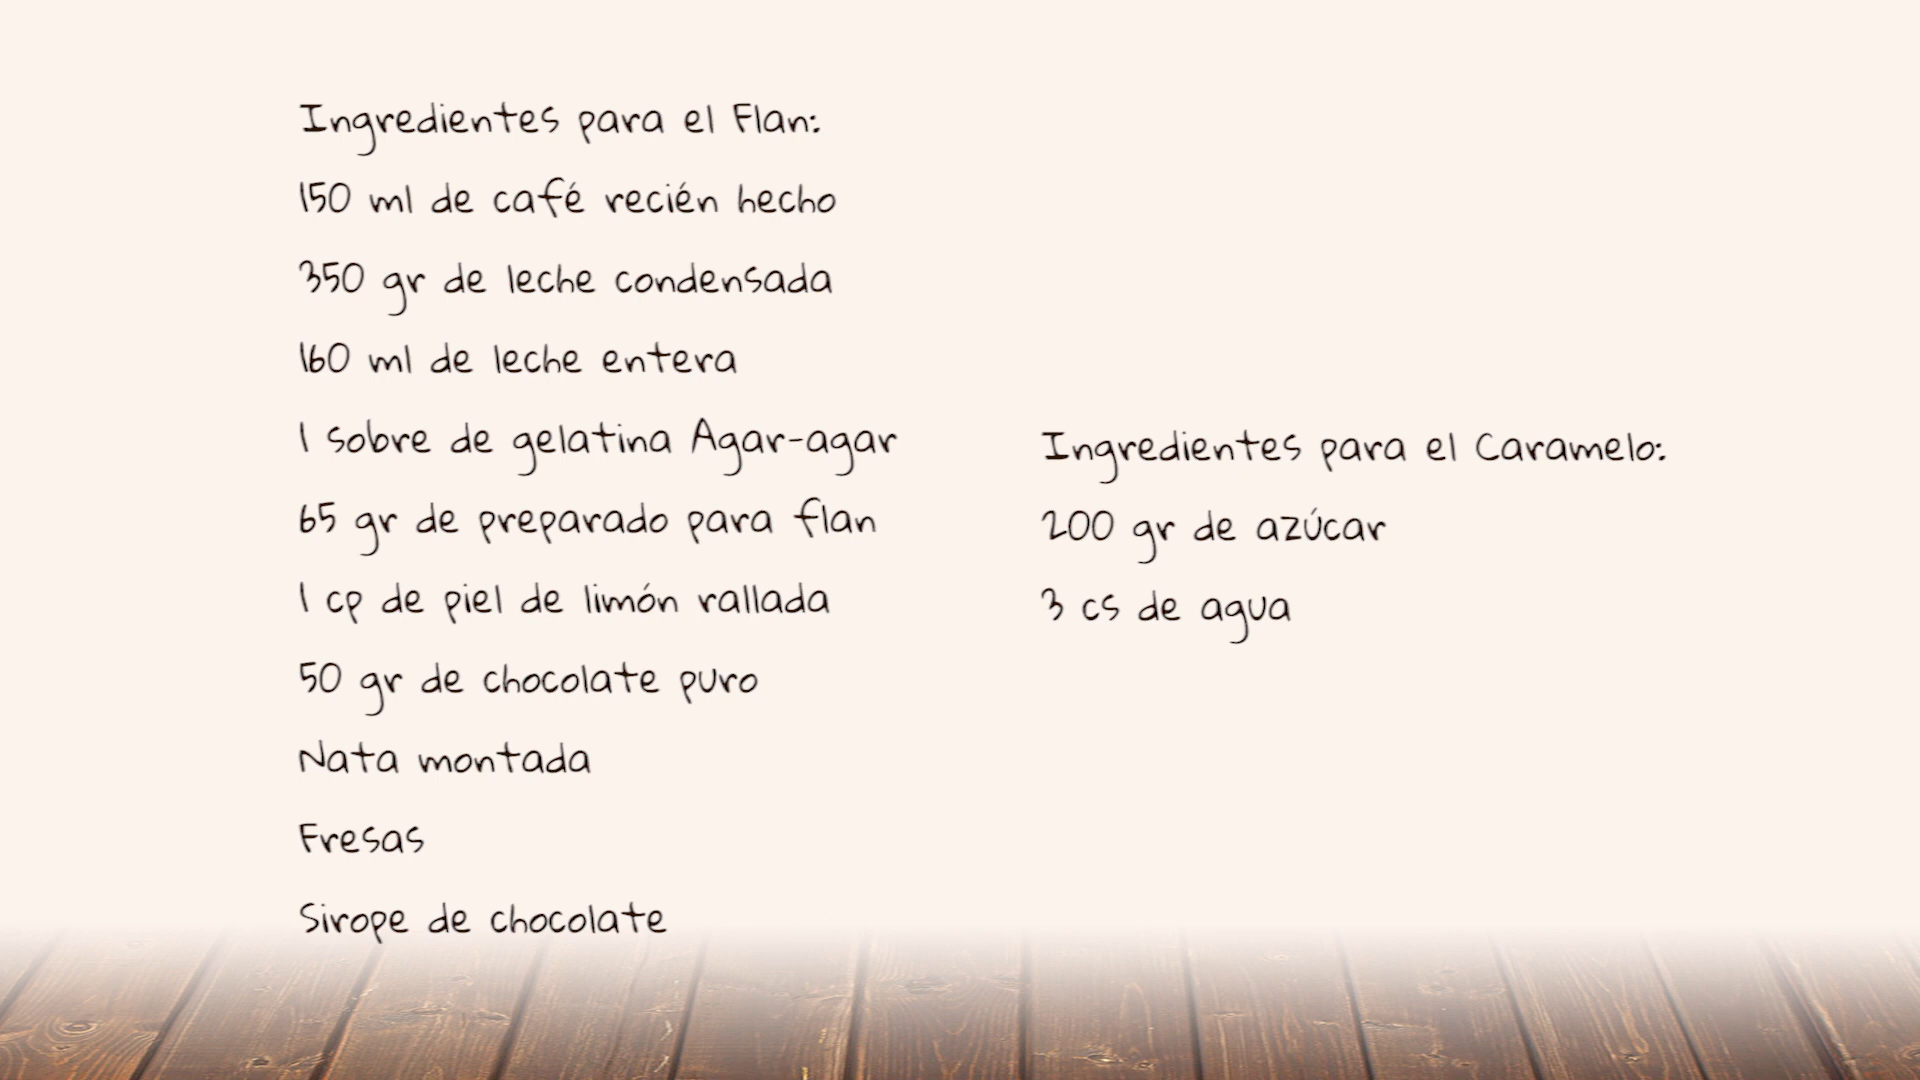 Ingredientes para el Flan:
150 ml de café recién hecho
350 gr de leche condensada
160 ml de leche entera
1 sobre de gelatina Agar-agar
65 gr de preparado para flan
1 cp de piel de limón rallada
50 gr de chocolate puro
Nata montada
Fresas
Sirope de chocolate
Ingredientes para el Caramelo:
200 gr de azúcar
3 cs de agua